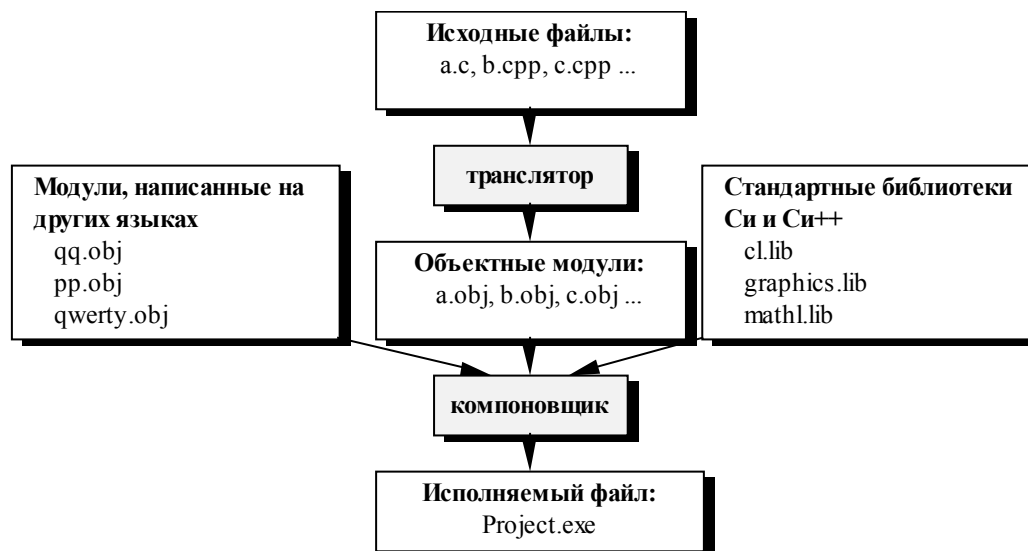 Исходные файлы:
a.c, b.cpp, c.cpp ...
транслятор
Модули, написанные на
других языках
qq.obj
pp.obj
qwerty.obj
Объектные модули:
a.obj, b.obj, c.obj ...
Стандартные библиотеки
Си и Си++
cl.lib
graphics.lib
mathl.lib
компоновщик
Исполняемый файл:
Project.exe